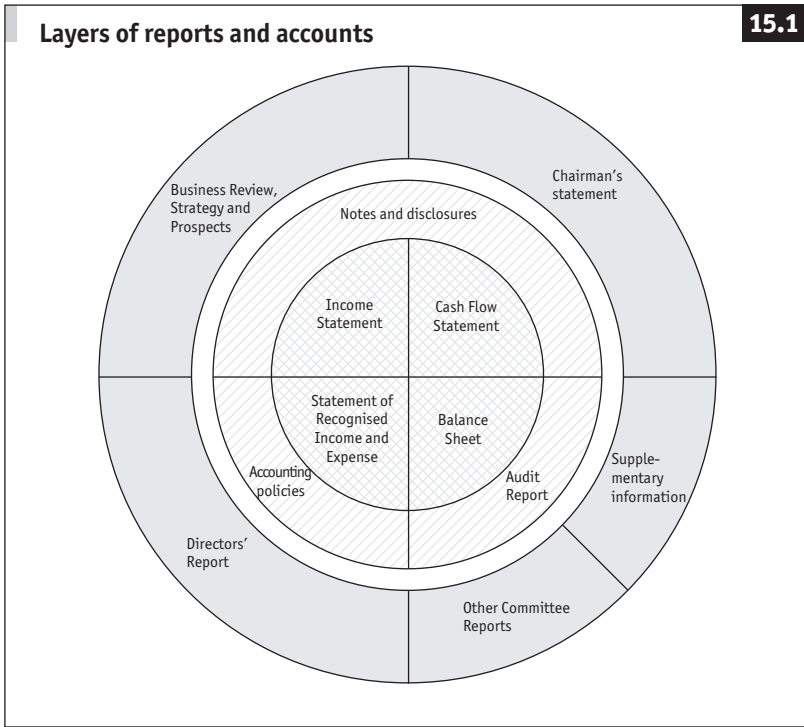 Layers of reports and accounts
15.1
Business Review,
Strategy and
Prospects
Chairman's
statement
Notes and disclosures
Income
Statement
Cash Flow
Statement
Statement of
Recognised
Income and
Expense
Balance
Sheet
Accounting
policies
Audit
Report
Supple-
mentary
information
Directors'
Report
Other Committee
Reports